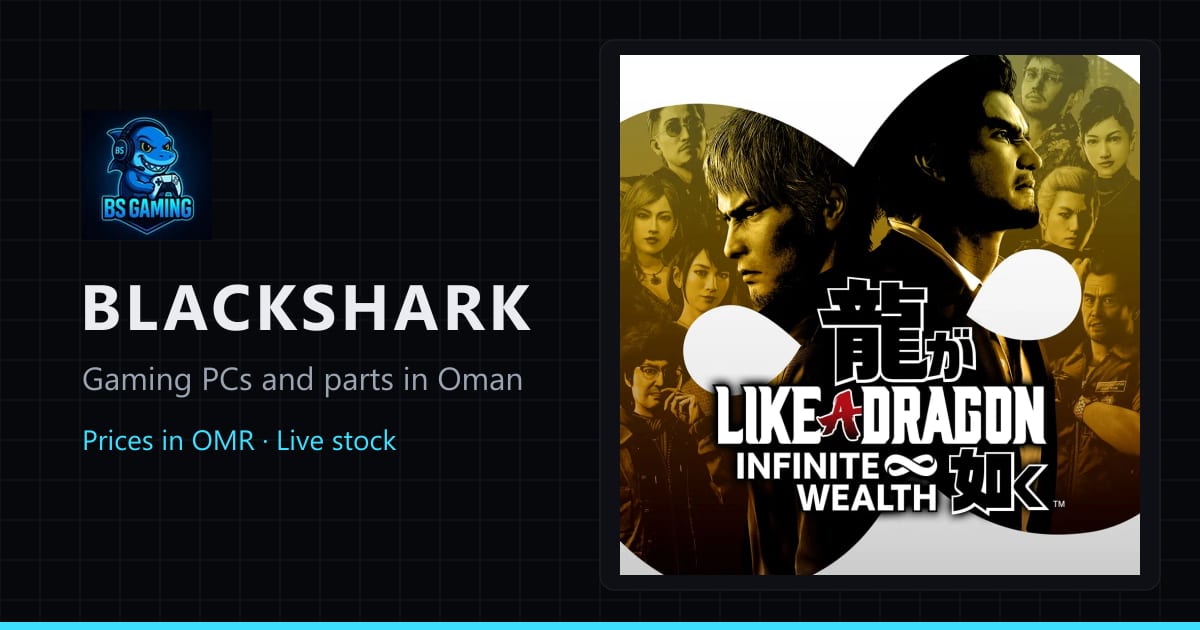 BS
BS GAMING
BLACKSHARK
Gaming PCs and parts in Oman
Prices in OMR · Live stock
龍が
LIKE A DRAGON
INFINITE ∞
WEALTH
如く
™